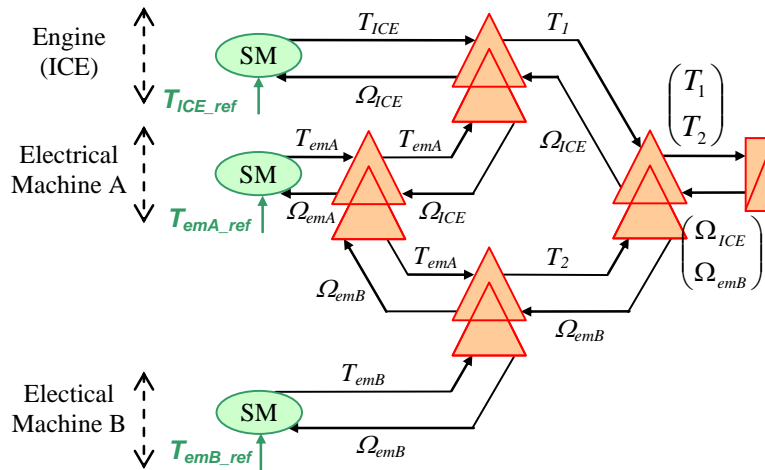 Engine
(ICE)
SM
T_ICE
T_1
Ω_ICE
T_ICE_ref
(T_1
T_2)
Ω_ICE
Electrical
Machine A
SM
T_emA
T_emA
Ω_emA
Ω_ICE
T_emA_ref
(Ω_ICE
Ω_emB)
T_emA
T_2
Ω_emB
Ω_emB
Electical
Machine B
SM
T_emB
Ω_emB
T_emB_ref